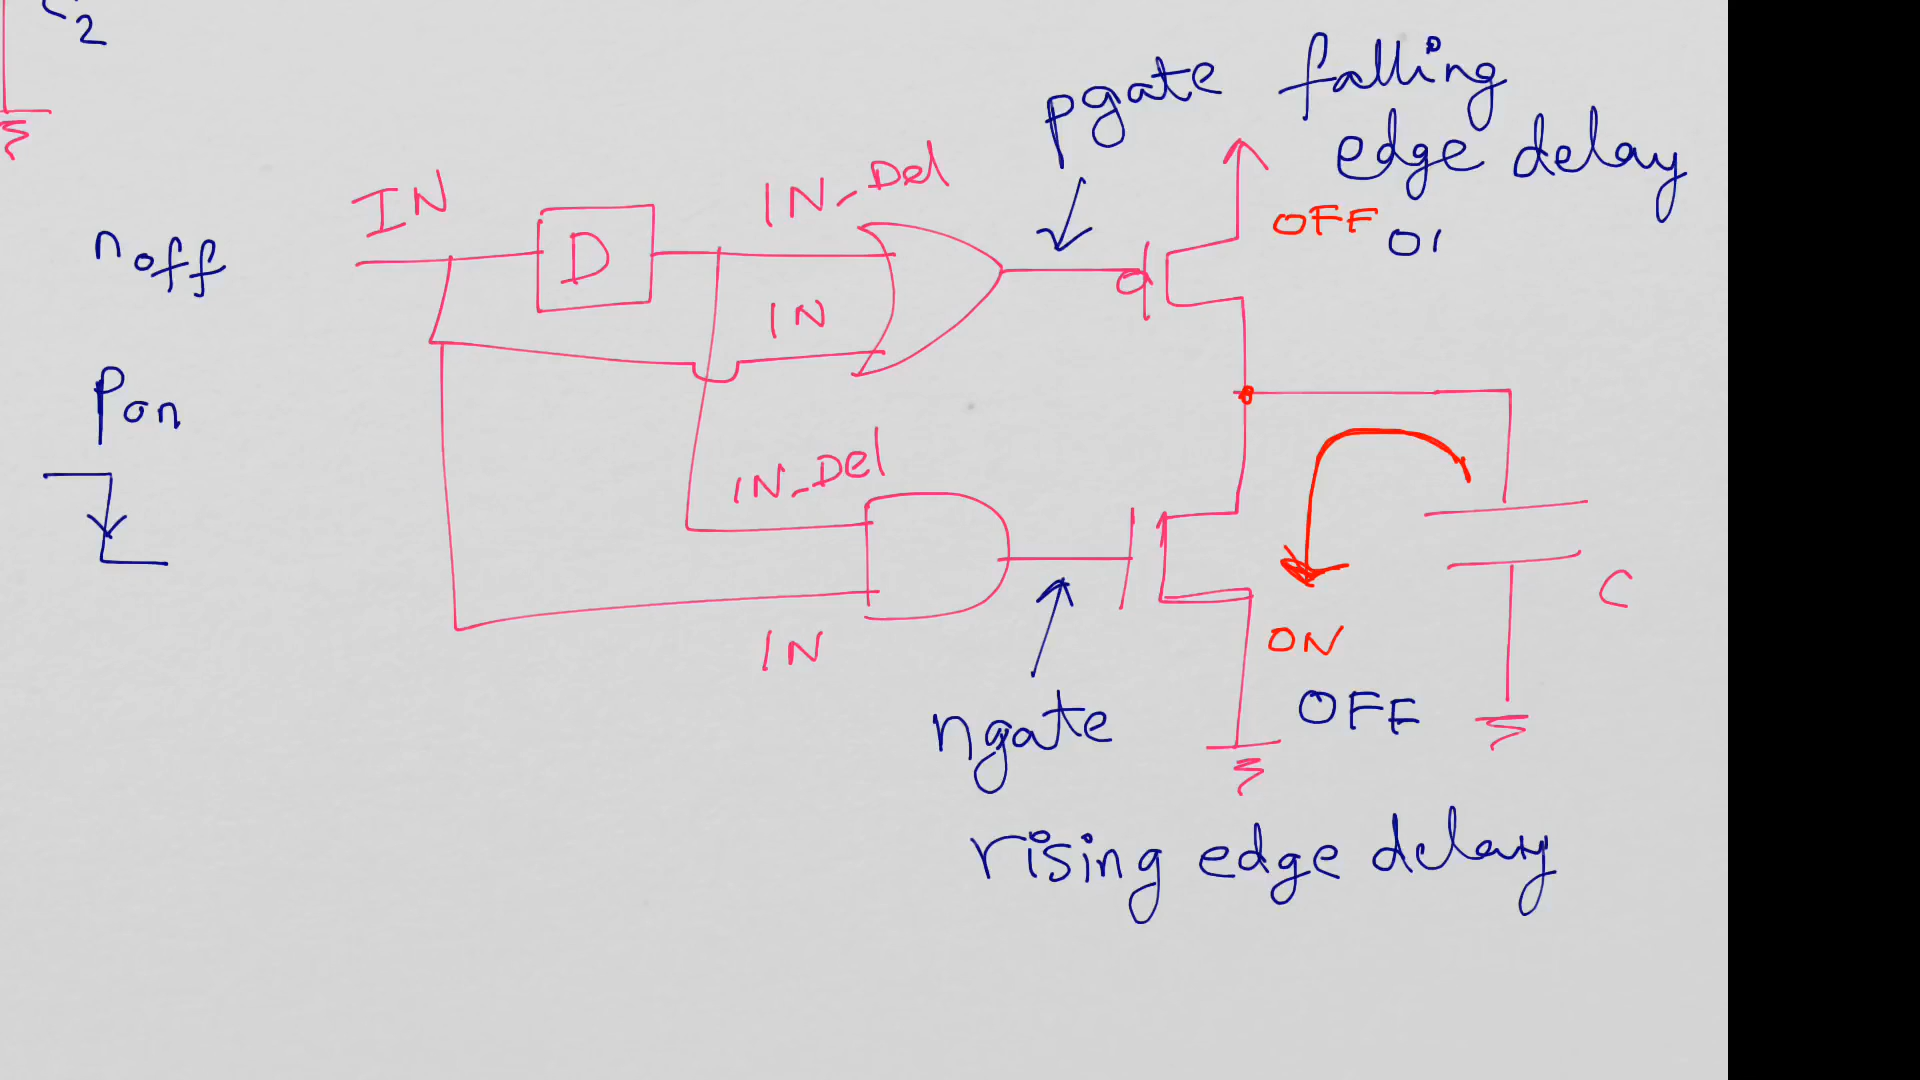 2
pgate falling
edge delay
IN
IN_Del
OFF
noff
D
IN
Pon
IN_Del
C
ON
IN
OFF
ngate
rising edge delay